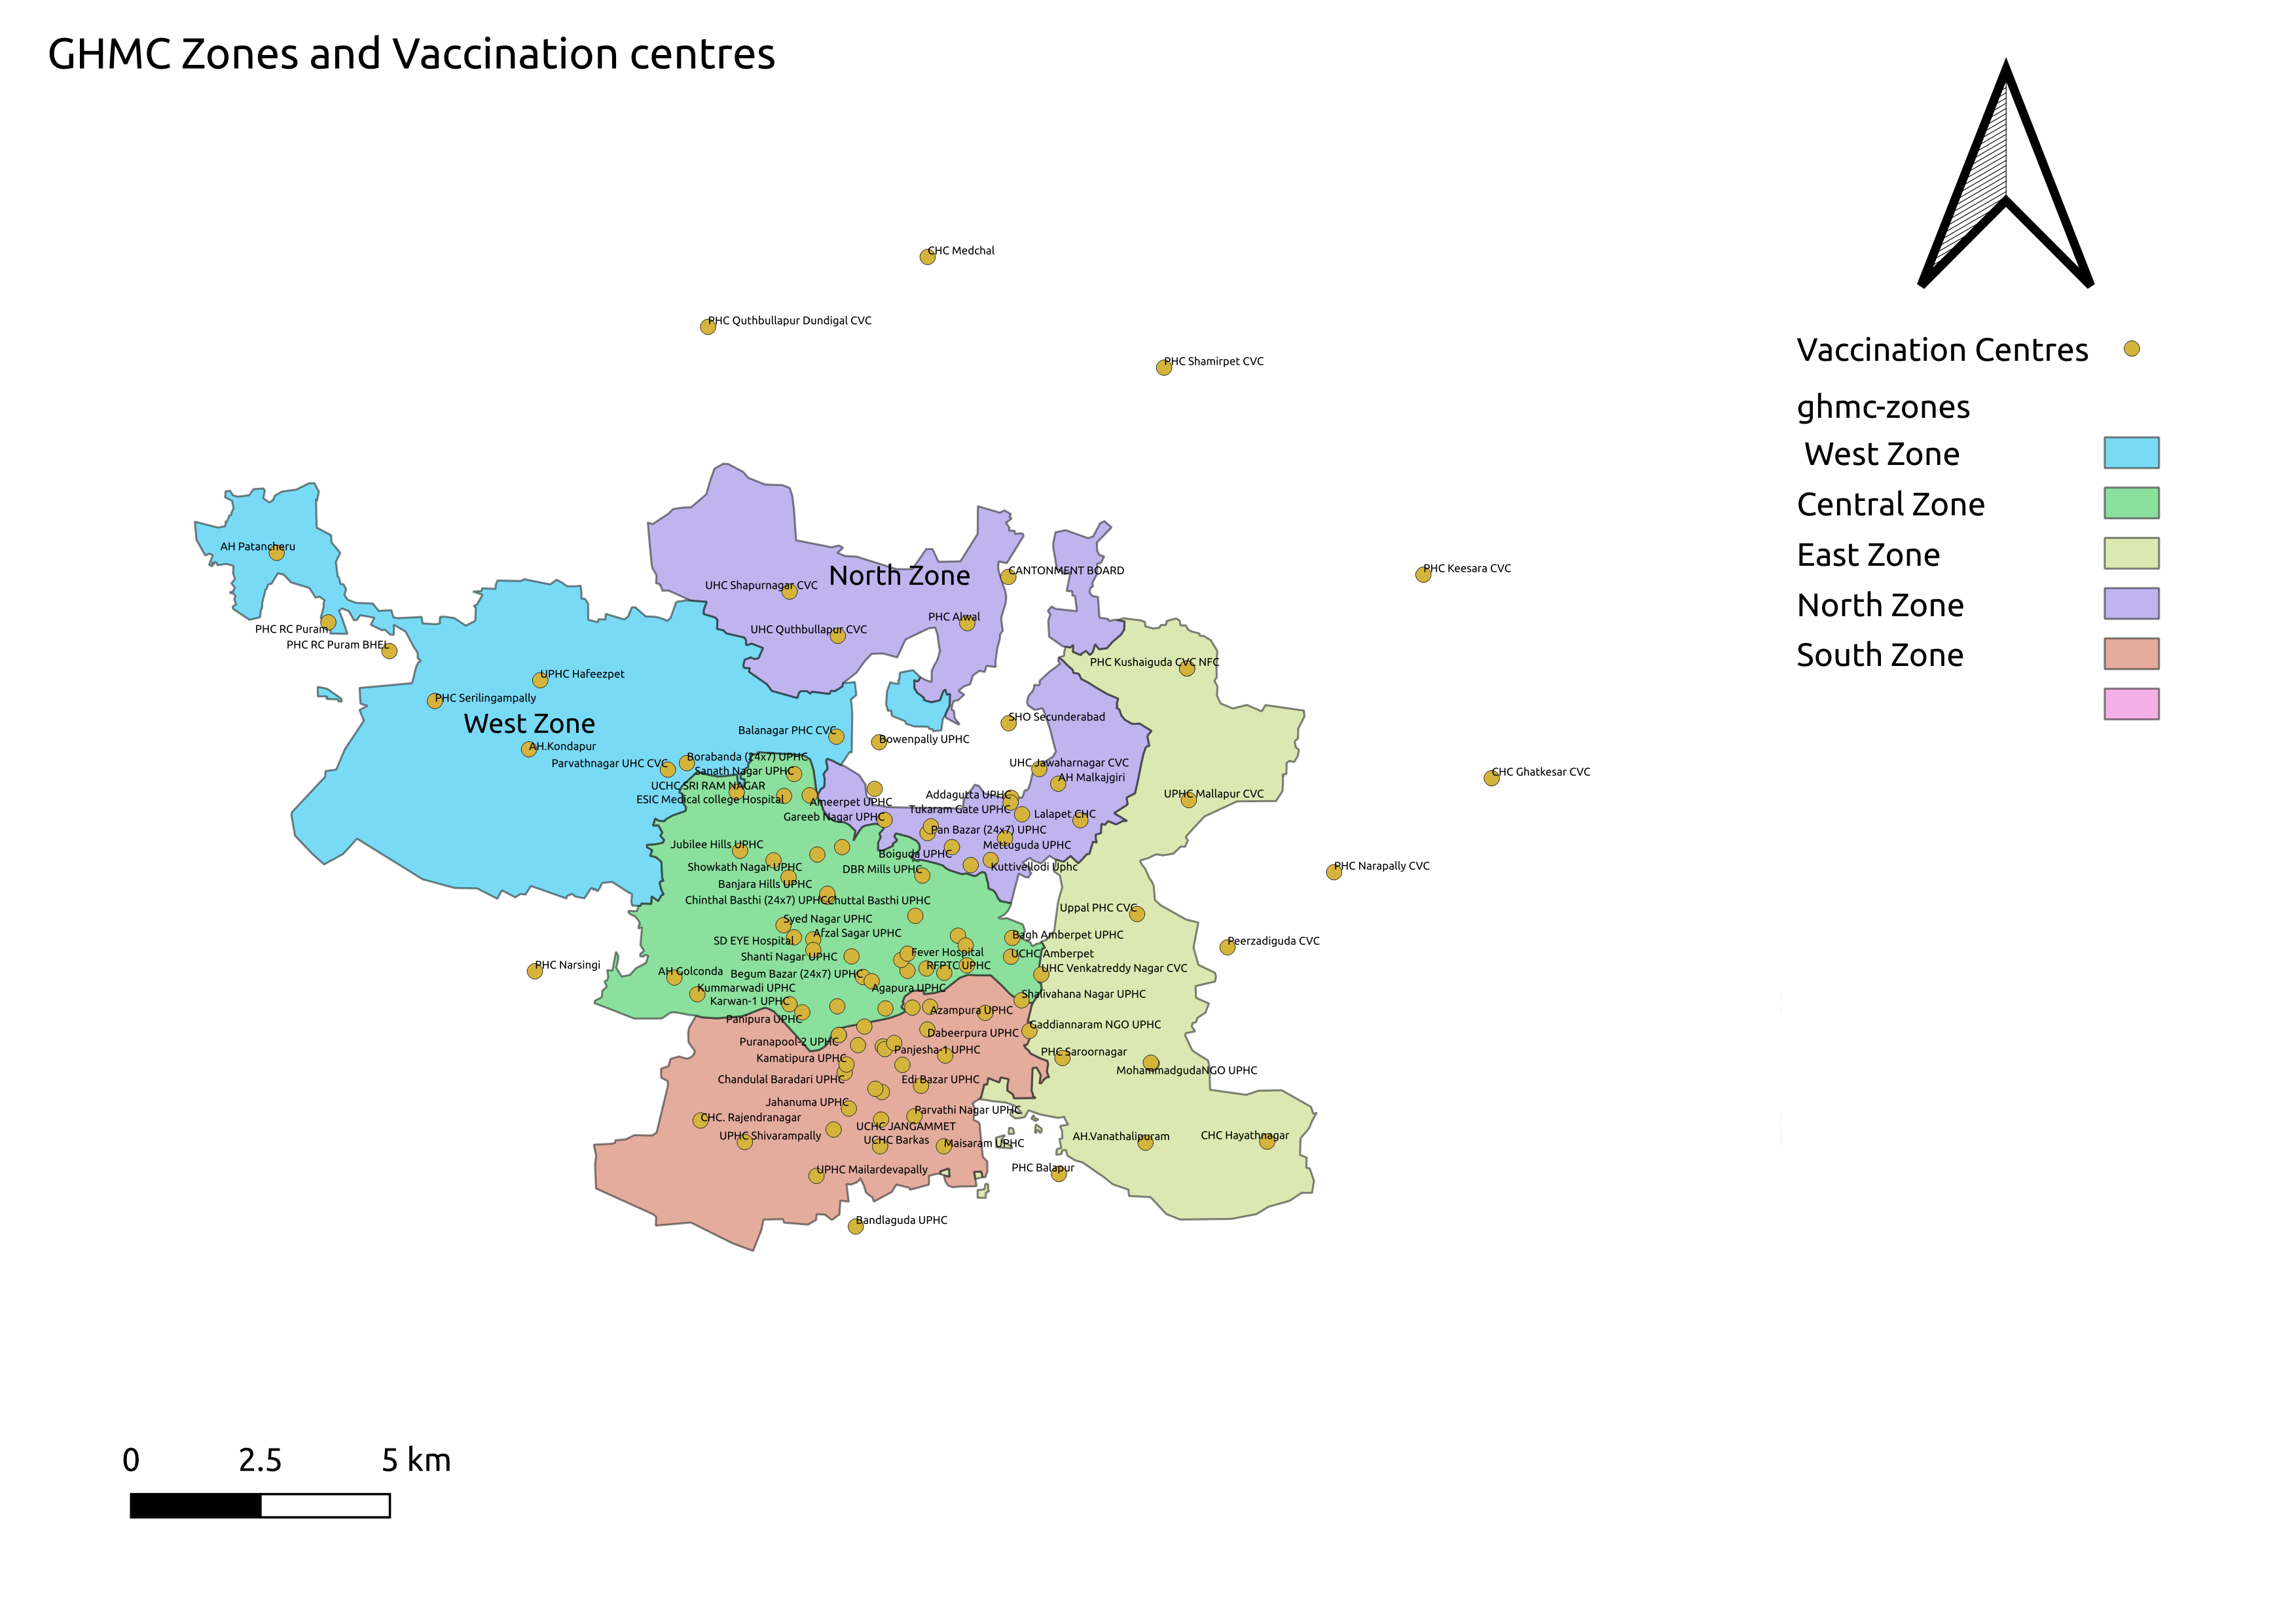 GHMC Zones and Vaccination centres
CHC Medchal
PHC Quthbullapur Dundigal CVC
PHC Shamirpet CVC
Vaccination Centres
ghmc-zones
West Zone
Central Zone
East Zone
North Zone
South Zone
AH Patancheru
PHC RC Puram
PHC RC Puram BHEL
UPHC Hafeezpet
PHC Serilingampally
West Zone
AH.Kondapur
Parvathnagar UHC CVC
UHC Shapurnagar CVC
North Zone
CANTONMENT BOARD
PHC Keesara CVC
UHC Quthbullapur CVC
PHC Alwal
PHC Kushaiguda CVC NFC
SHO Secunderabad
Balanagar PHC CVC
Bowenpally UPHC
Borabanda (24x7) UPHC
Sanath Nagar UPHC
UHC Jawaharnagar CVC
AH Malkajgiri
CHC Ghatkesar CVC
UCHC SRI RAM NAGAR
ESIC Medical college Hospital
Ameerpet UPHC
Addagutta UPHC
UPHC Mallapur CVC
Gareeb Nagar UPHC
Tukaram Gate UPHC
Lalapet CHC
Pan Bazar (24x7) UPHC
Jubilee Hills UPHC
Boiguda UPHC
Mettuguda UPHC
Showkath Nagar UPHC
DBR Mills UPHC
Kuttivellodi Uphc
PHC Narapally CVC
Banjara Hills UPHC
Chinthal Basthi (24x7) UPHC
Chuttal Basthi UPHC
Uppal PHC CVC
Syed Nagar UPHC
Afzal Sagar UPHC
Bagh Amberpet UPHC
SD EYE Hospital
Peerzadiguda CVC
Shanti Nagar UPHC
Fever Hospital
UCHC Amberpet
PHC Narsingi
AH Golconda
Begum Bazar (24x7) UPHC
RFPTC UPHC
UHC Venkatreddy Nagar CVC
Kummarwadi UPHC
Agapura UPHC
Shalivahana Nagar UPHC
Karwan-1 UPHC
Azampura UPHC
Panipura UPHC
Gaddiannaram NGO UPHC
Dabeerpura UPHC
Puranapool-2 UPHC
Panjesha-1 UPHC
PHC Saroornagar
Kamatipura UPHC
MohammadgudaNGO UPHC
Chandulal Baradari UPHC
Edi Bazar UPHC
Jahanuma UPHC
Parvathi Nagar UPHC
CHC. Rajendranagar
UCHC JANGAMMET
UPHC Shivarampally
UCHC Barkas
Maisaram UPHC
AH.Vanathalipuram
CHC Hayathnagar
UPHC Mailardevapally
PHC Balapur
Bandlaguda UPHC
0 2.5 5 km